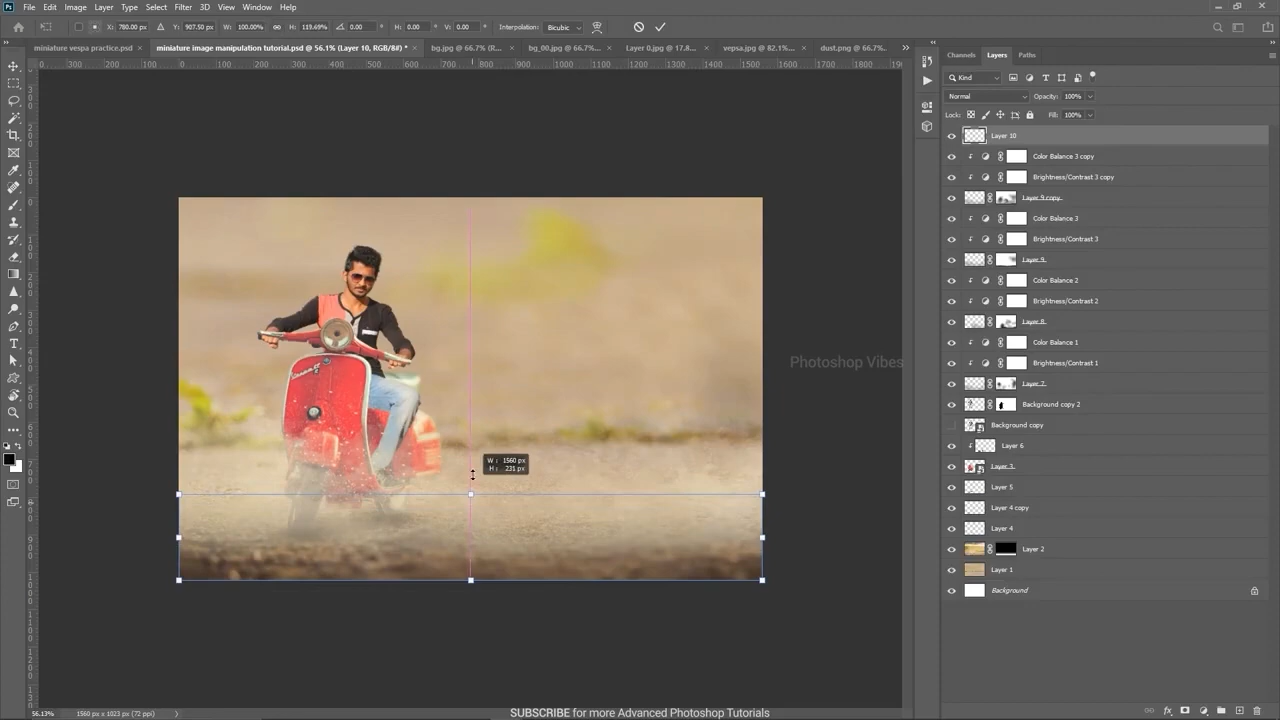 Ps File Edit Image Layer Type Select Filter 3D View Window Help
X: 780.00 px Y: 907.50 px W: 100.00% H: 119.69% 0.00 ° H: 0.00 ° V: 0.00 ° Interpolation: Bicubic
miniature vespa practice.psd × miniature image manipulation tutorial.psd @ 56.1% (Layer 10, RGB/8#) * × bg.jpg @ 66.7% (R... × bg_00.jpg @ 66.7%... × Layer 0.jpg @ 17.8... × vepsa.jpg @ 82.1%... × dust.png @ 66.7%.
Channels Layers Paths
Kind
Normal Opacity: 100%
Lock: Fill: 100%
Layer 10
Color Balance 3 copy
Brightness/Contrast 3 copy
Layer 9 copy
Color Balance 3
Brightness/Contrast 3
Layer 9
Color Balance 2
Brightness/Contrast 2
Layer 8
Color Balance 1
Brightness/Contrast 1
Layer 7
Background copy 2
Background copy
Layer 6
Layer 3
Layer 5
Layer 4 copy
Layer 4
Layer 2
Layer 1
Background
Photoshop Vibes
W: 1560 px
H: 231 px
56.13% 1560 px x 1023 px (72 ppi)
SUBSCRIBE for more Advanced Photoshop Tutorials